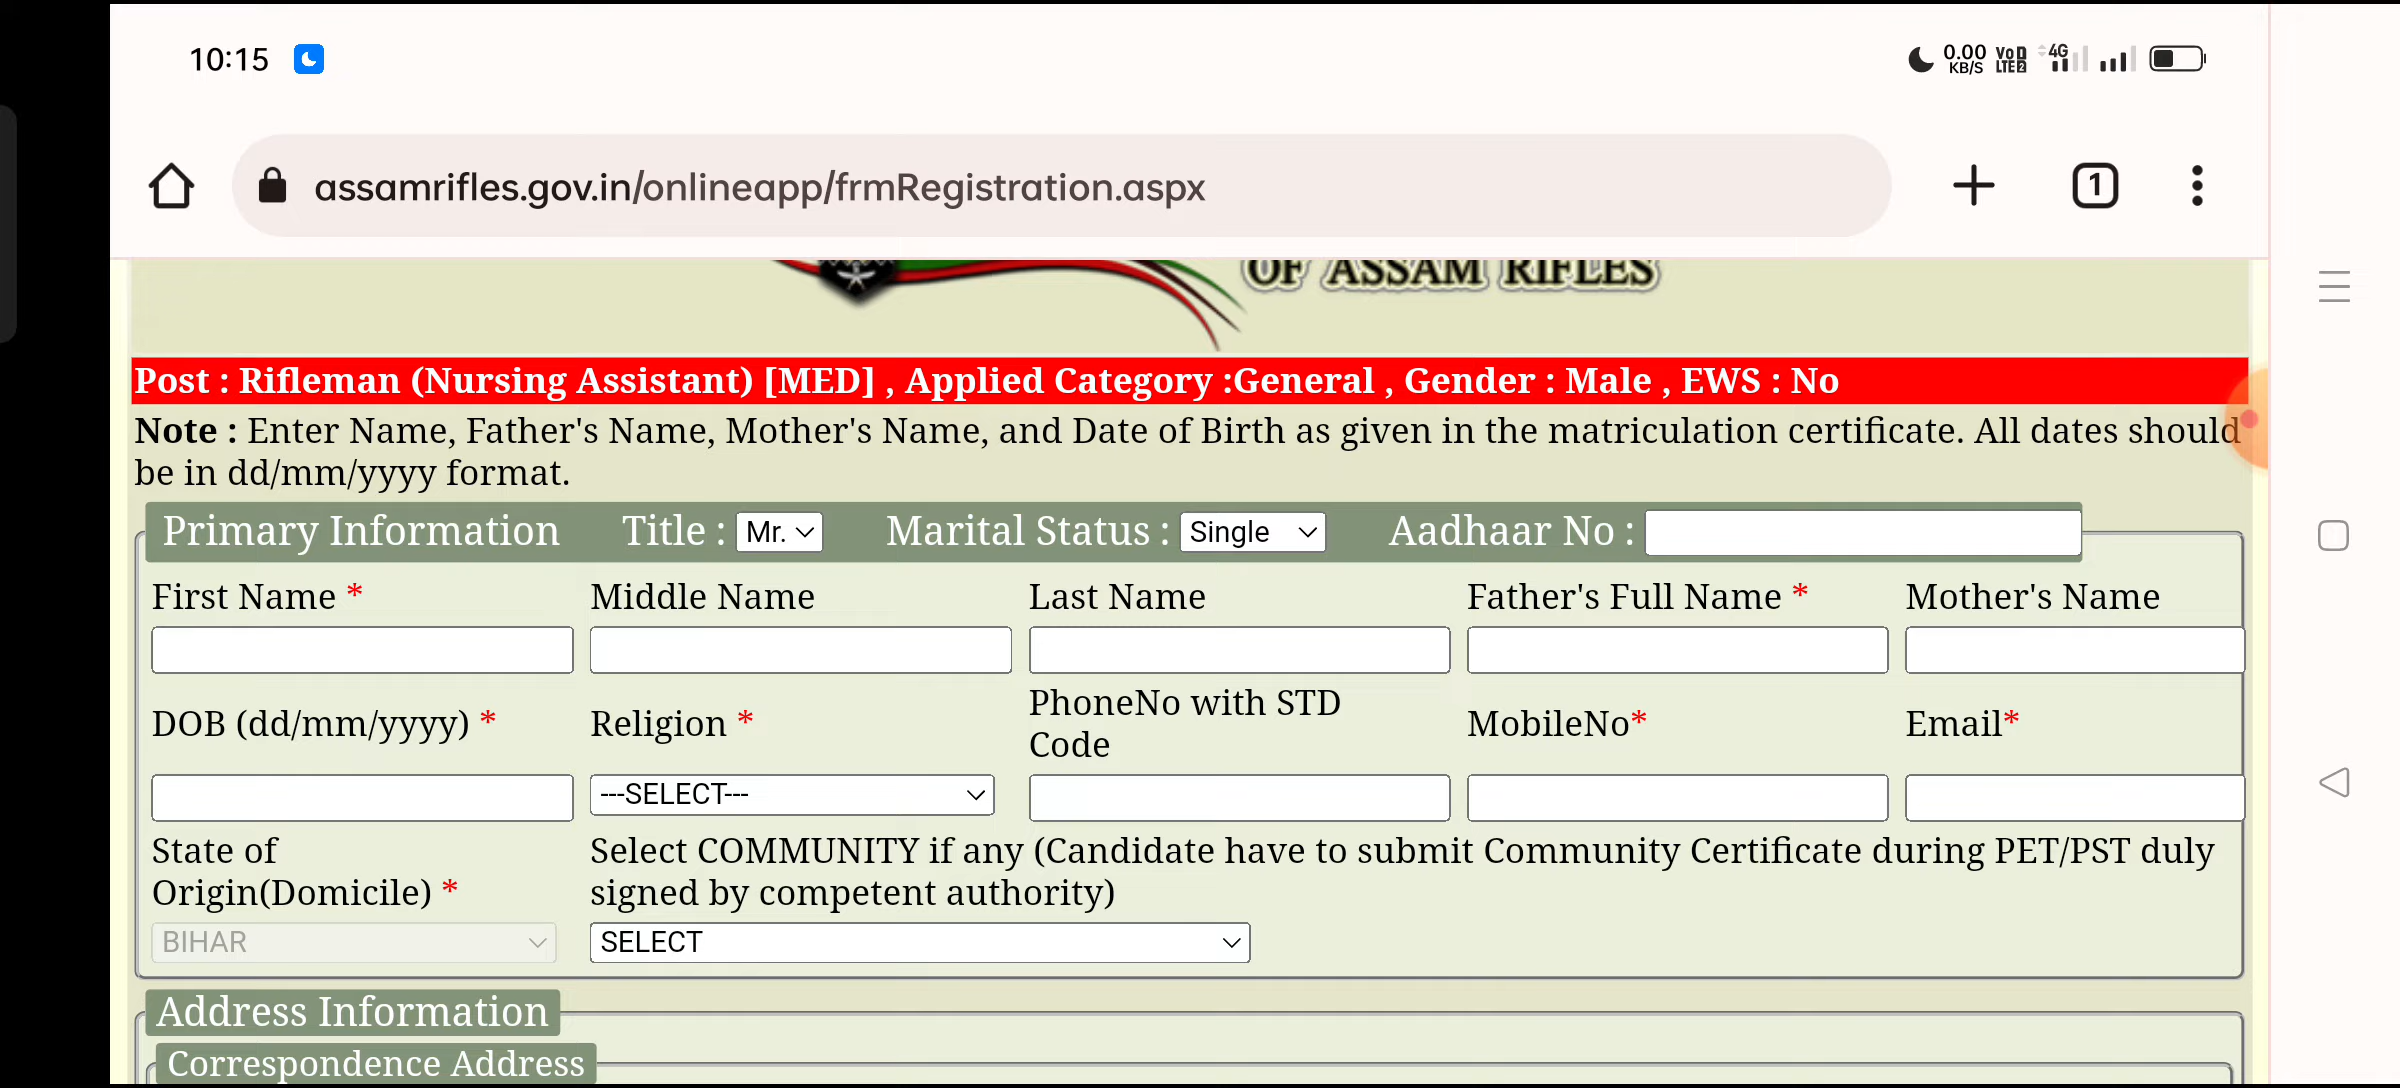 10:15
0.00 KB/S VoD LTE2 4G
assamrifles.gov.in/onlineapp/frmRegistration.aspx
1
OF ASSAM RIFLES
Post : Rifleman (Nursing Assistant) [MED] , Applied Category :General , Gender : Male , EWS : No
Note : Enter Name, Father's Name, Mother's Name, and Date of Birth as given in the matriculation certificate. All dates should
be in dd/mm/yyyy format.
Primary Information Title : Mr. Marital Status : Single Aadhaar No :
First Name * Middle Name Last Name Father's Full Name * Mother's Name
DOB (dd/mm/yyyy) * Religion * PhoneNo with STD Code MobileNo* Email*
---SELECT---
State of Origin(Domicile) *
Select COMMUNITY if any (Candidate have to submit Community Certificate during PET/PST duly
signed by competent authority)
BIHAR SELECT
Address Information
Correspondence Address